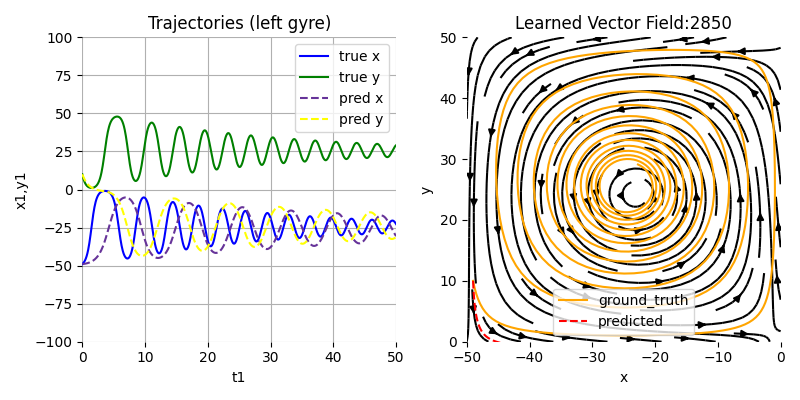 Trajectories (left gyre)
100
75
50
25
0
−25
−50
−75
−100
x1,y1
0
10
20
30
40
50
t1
true x
true y
pred x
pred y
Learned Vector Field:2850
50
40
30
20
10
0
y
−50
−40
−30
−20
−10
0
x
ground_truth
predicted